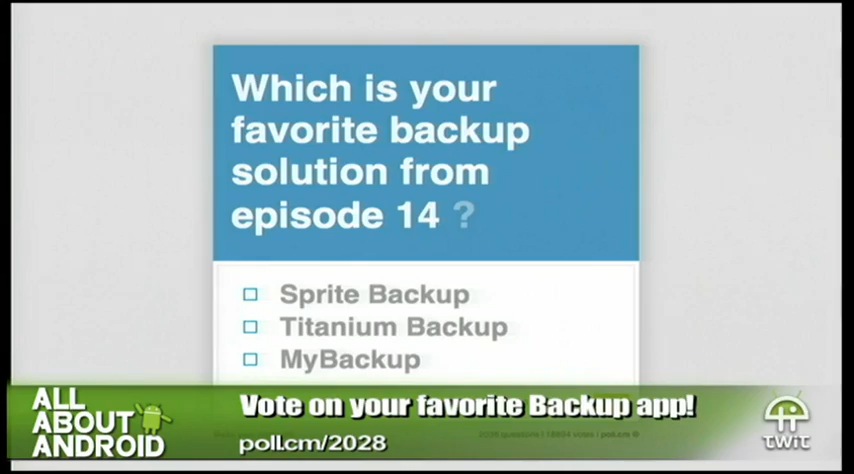 Which is your
favorite backup
solution from
episode 14 ?
Sprite Backup
Titanium Backup
MyBackup
ALL
ABOUT
ANDROID
Vote on your favorite Backup app!
poll.cm/2028
TWiT